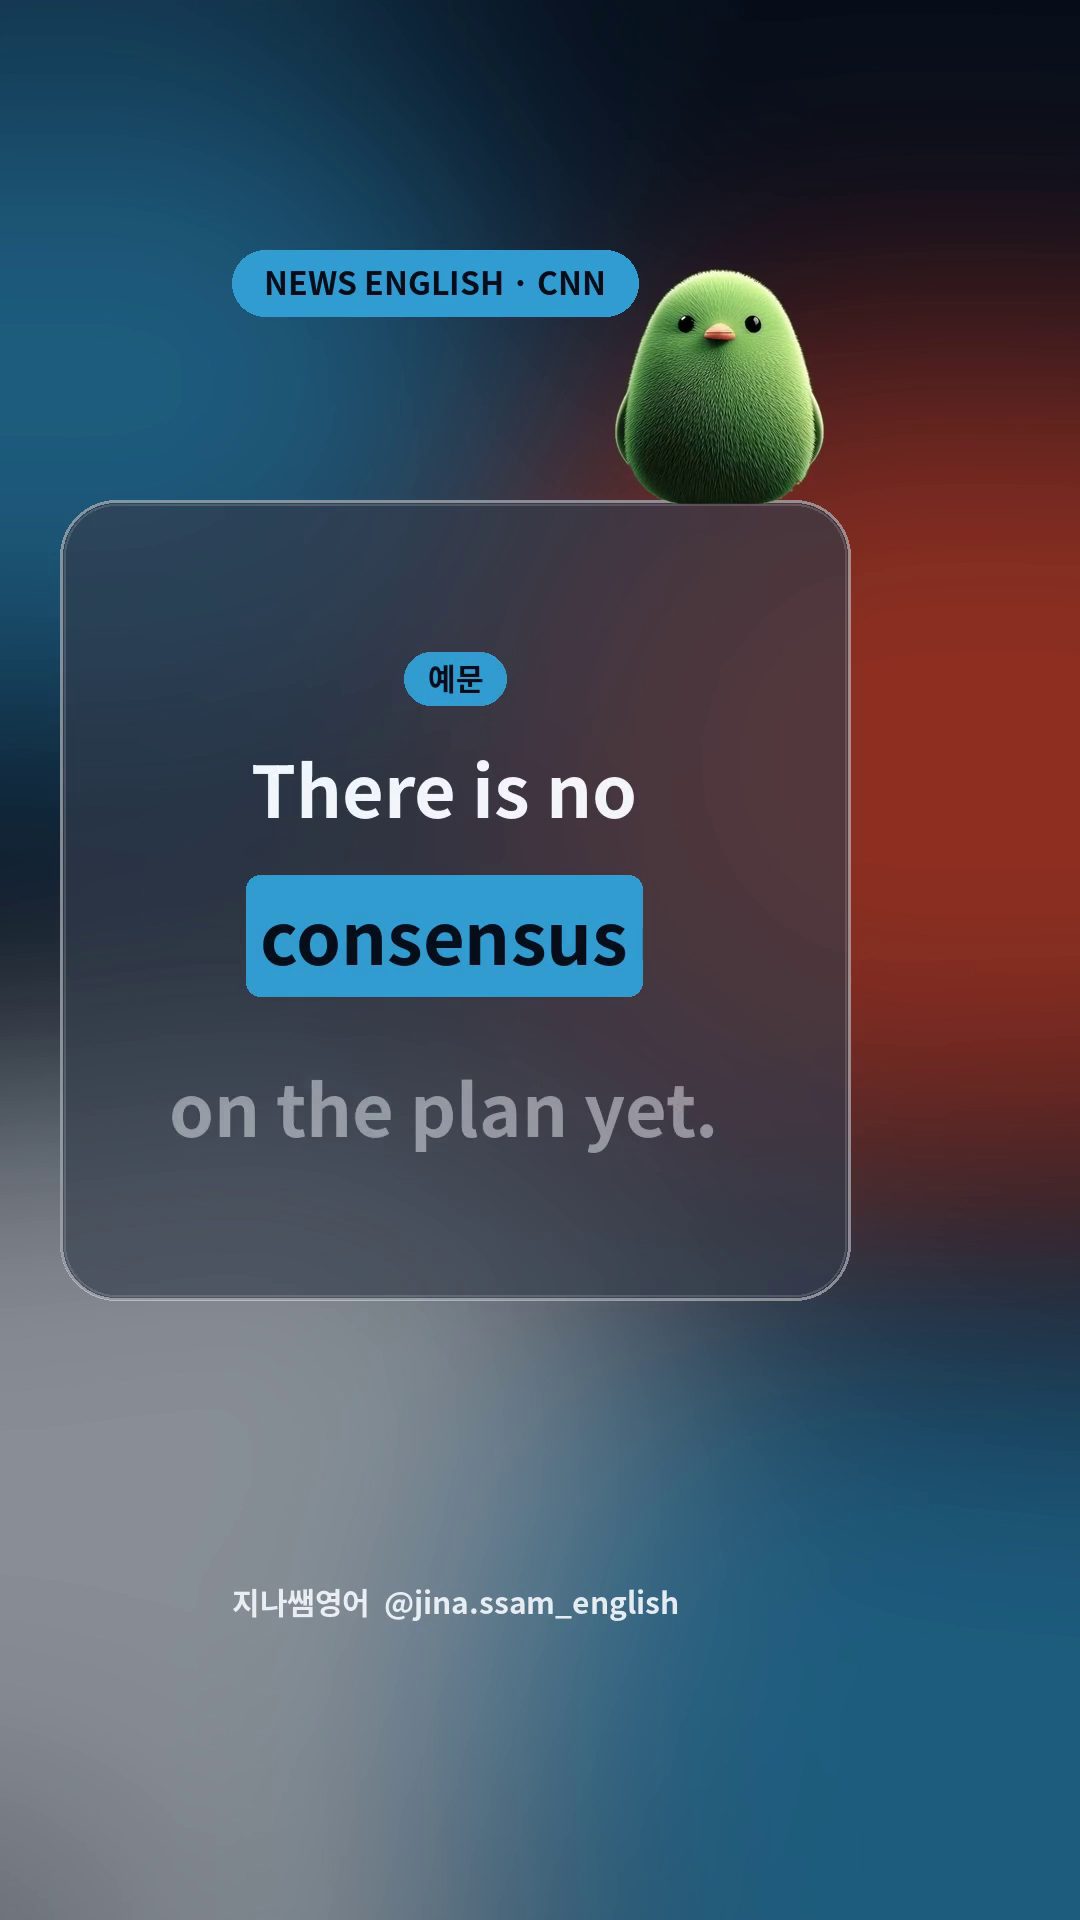 NEWS ENGLISH · CNN
예문
There is no
consensus
on the plan yet.
지나쌤영어 @jina.ssam_english